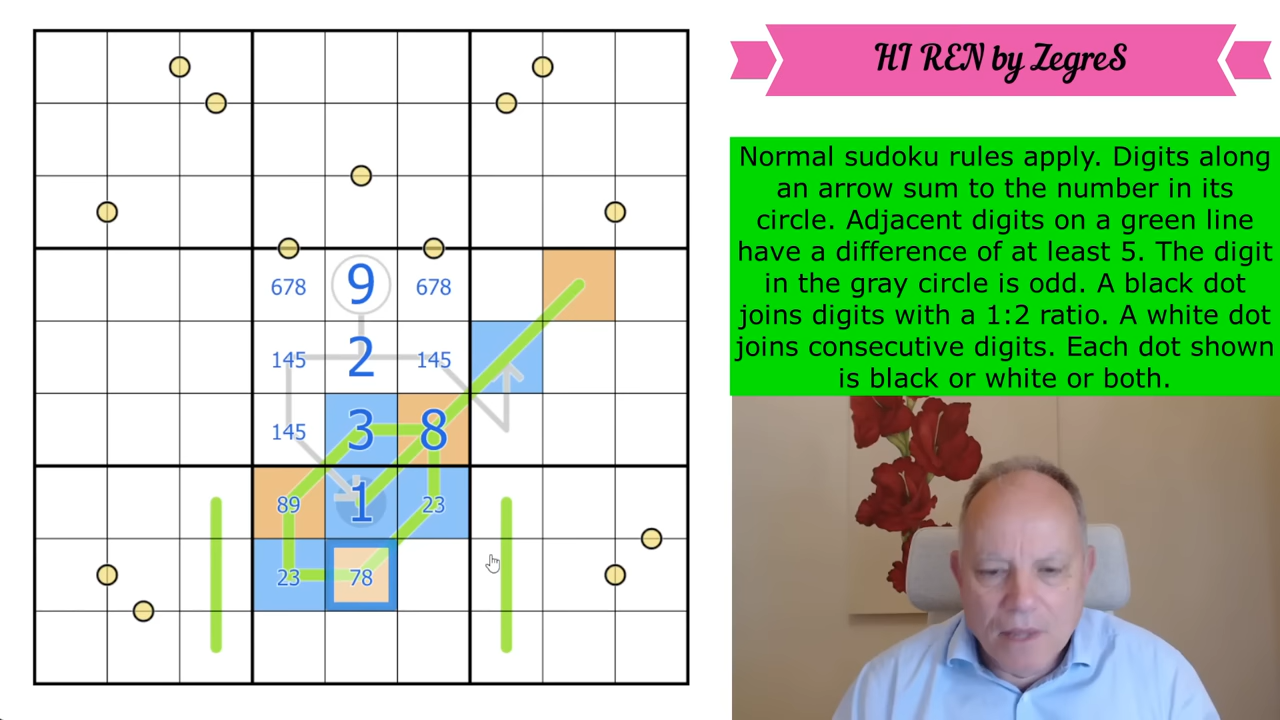 HI REN by ZegreS
Normal sudoku rules apply. Digits along
an arrow sum to the number in its
circle. Adjacent digits on a green line
have a difference of at least 5. The digit
in the gray circle is odd. A black dot
joins digits with a 1:2 ratio. A white dot
joins consecutive digits. Each dot shown
is black or white or both.
678 9 678
145 2 145
145 3 8
89 1 23
23 78